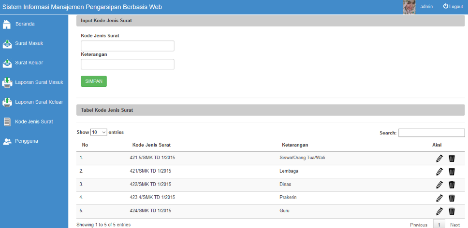 Sistem Informasi Manajemen Pengarsipan Berbasis Web
admin Logout
Beranda
Surat Masuk
Surat Keluar
Laporan Surat Masuk
Laporan Surat Keluar
Kode Jenis Surat
Pengguna
Input Kode Jenis Surat
Kode Jenis Surat
Keterangan
SIMPAN
Tabel Kode Jenis Surat
Show 10 entries Search:
No Kode Jenis Surat Keterangan Aksi
1. 421.5/SMK TD 1/2015
2. 421/SMK TD 1/2015 Lembaga
3. 422/SMK TD 1/2015 Dinas
4. 423.4/SMK TD 1/2015 Prakerin
5. 424/SMK TD 1/2015 Guru
Showing 1 to 5 of 5 entries Previous 1 Next